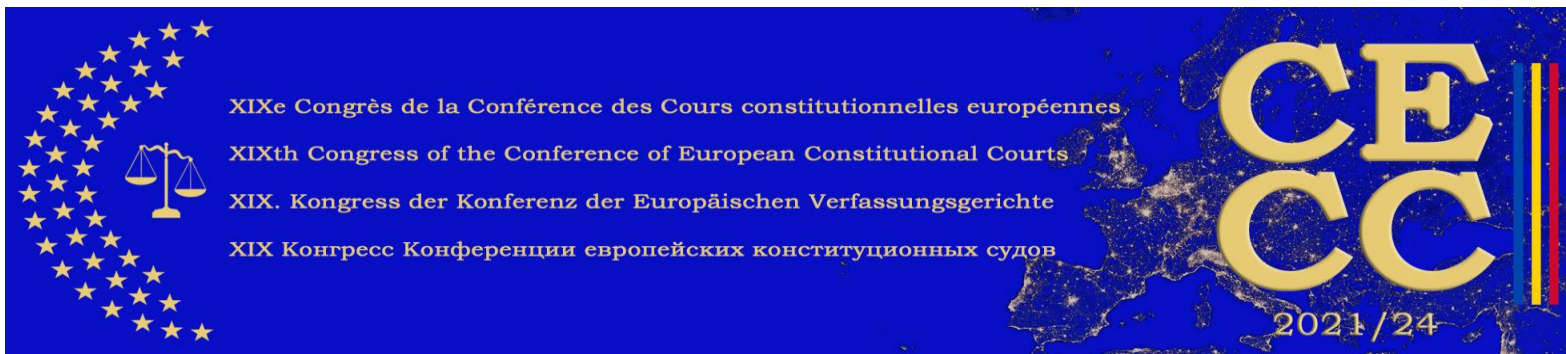 XIXe Congrès de la Conférence des Cours constitutionnelles européennes
XIXth Congress of the Conference of European Constitutional Courts
XIX. Kongress der Konferenz der Europäischen Verfassungsgerichte
XIX Конгресс Конференции европейских конституционных судов
CE
CC
2021/24